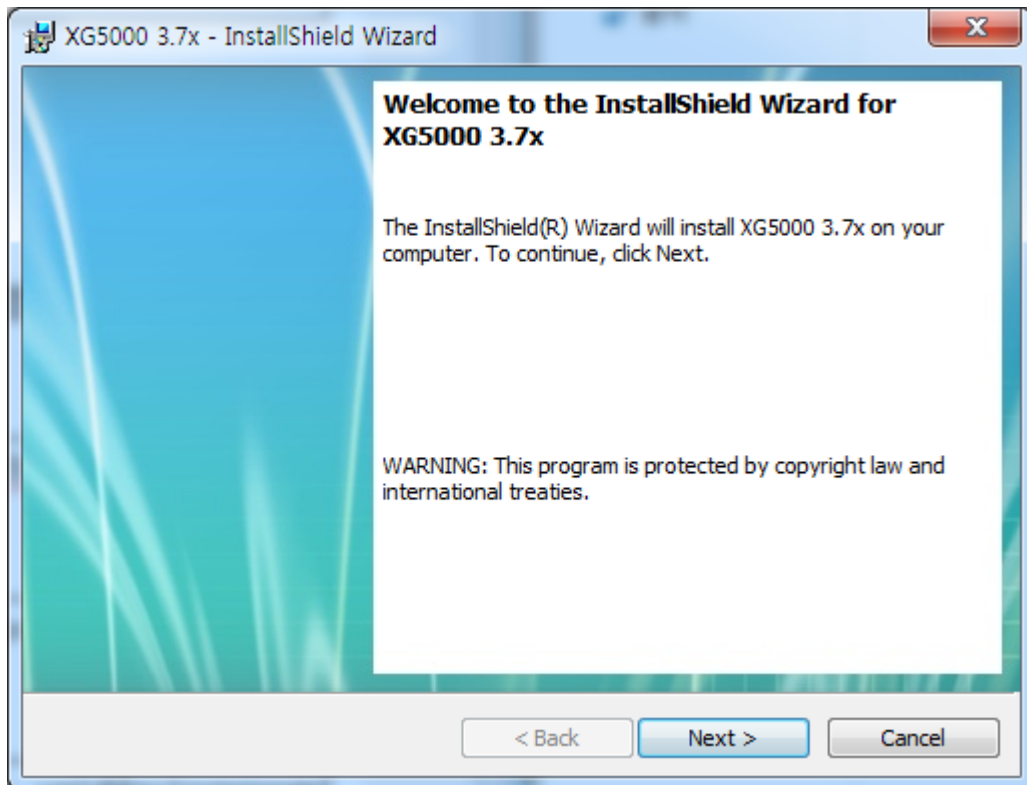 XG5000 3.7x - InstallShield Wizard
Welcome to the InstallShield Wizard for
XG5000 3.7x
The InstallShield(R) Wizard will install XG5000 3.7x on your
computer. To continue, click Next.
WARNING: This program is protected by copyright law and
international treaties.
< Back
Next >
Cancel